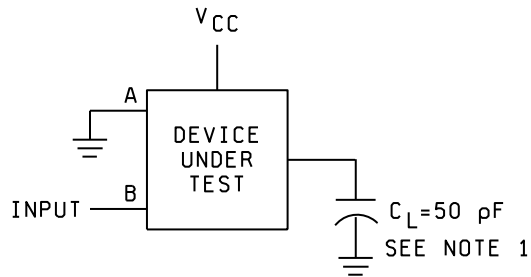 VCC
A
DEVICE
UNDER
TEST
INPUT
B
CL=50 pF
SEE NOTE 1